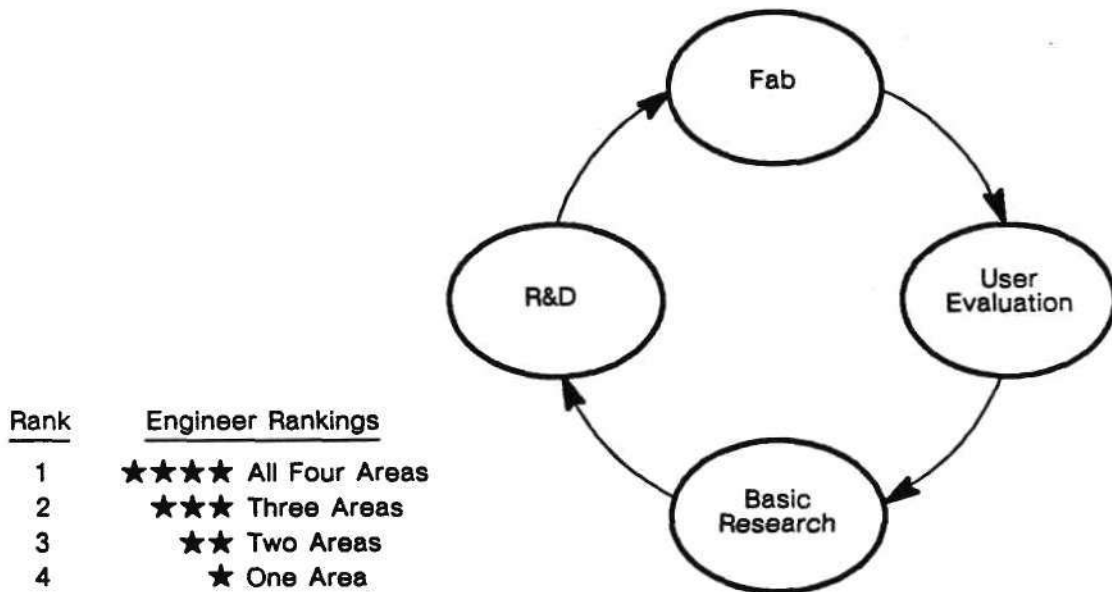 Fab
User
Evaluation
R&D
Basic
Research
Rank Engineer Rankings
1 ★★★★ All Four Areas
2 ★★★ Three Areas
3 ★★ Two Areas
4 ★ One Area